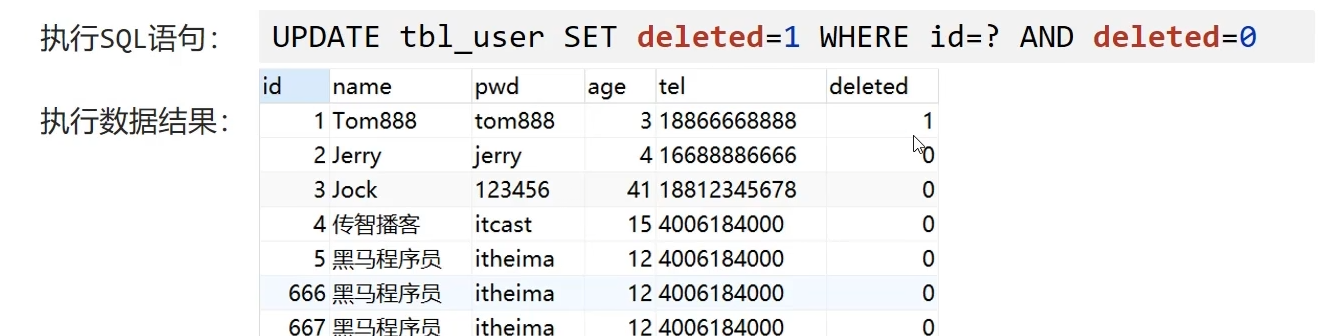 执行SQL语句： UPDATE tbl_user SET deleted=1 WHERE id=? AND deleted=0
执行数据结果：
id name pwd age tel deleted
1 Tom888 tom888 3 18866668888 1
2 Jerry jerry 4 16688886666 0
3 Jock 123456 41 18812345678 0
4 传智播客 itcast 15 4006184000 0
5 黑马程序员 itheima 12 4006184000 0
666 黑马程序员 itheima 12 4006184000 0
667 黑马程序员 itheima 12 4006184000 0